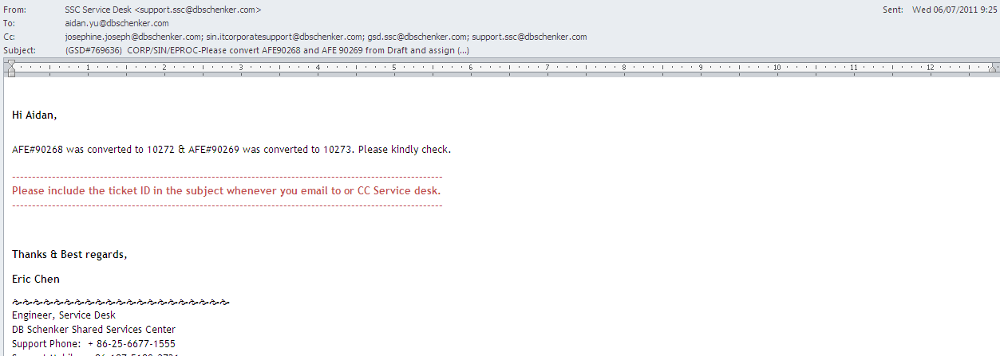 From: SSC Service Desk <support.ssc@dbschenker.com> Sent: Wed 06/07/2011 9:25
To: aidan.yu@dbschenker.com
Cc: josephine.joseph@dbschenker.com; sin.itcorporatesupport@dbschenker.com; gsd.ssc@dbschenker.com; support.ssc@dbschenker.com
Subject: (GSD#769636) CORP/SIN/EPROC-Please convert AFE90268 and AFE 90269 from Draft and assign (...)
1 2 3 4 5 6 7 8 9 10 11 12
Hi Aidan,
AFE#90268 was converted to 10272 & AFE#90269 was converted to 10273. Please kindly check.
Please include the ticket ID in the subject whenever you email to or CC Service desk.
Thanks & Best regards,
Eric Chen
Engineer, Service Desk
DB Schenker Shared Services Center
Support Phone: + 86-25-6677-1555